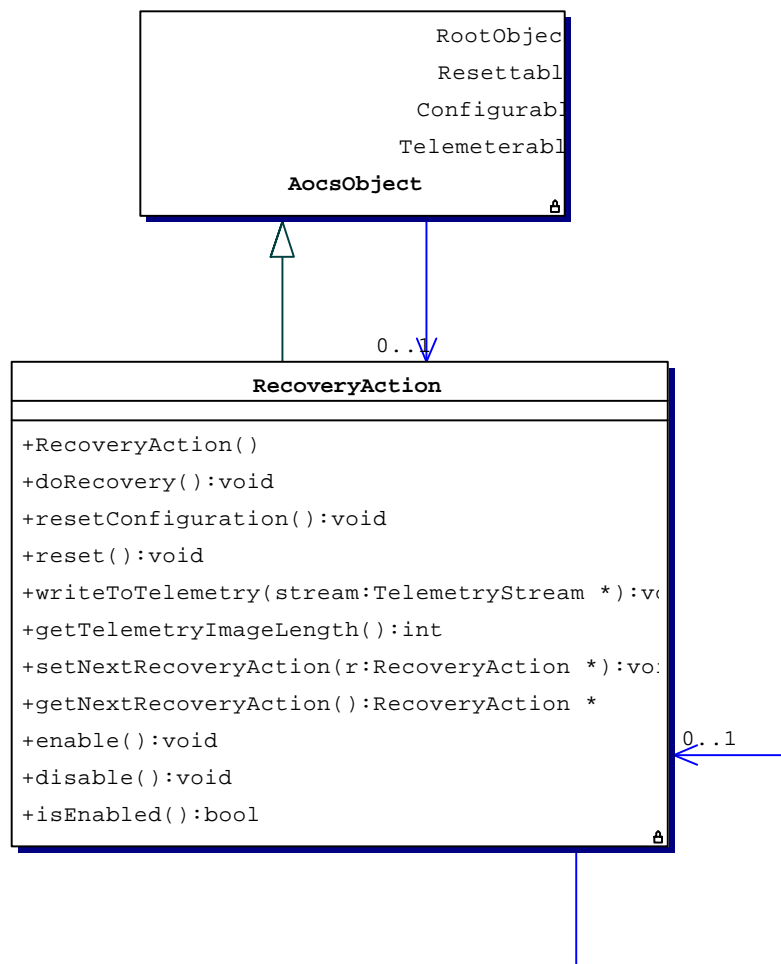 RootObjec
Resettabl
Configurabl
Telemeterabl
AocsObject
0..1
RecoveryAction
+RecoveryAction()
+doRecovery():void
+resetConfiguration():void
+reset():void
+writeToTelemetry(stream:TelemetryStream *):vo
+getTelemetryImageLength():int
+setNextRecoveryAction(r:RecoveryAction *):voi
+getNextRecoveryAction():RecoveryAction *
+enable():void
0..1
+disable():void
+isEnabled():bool